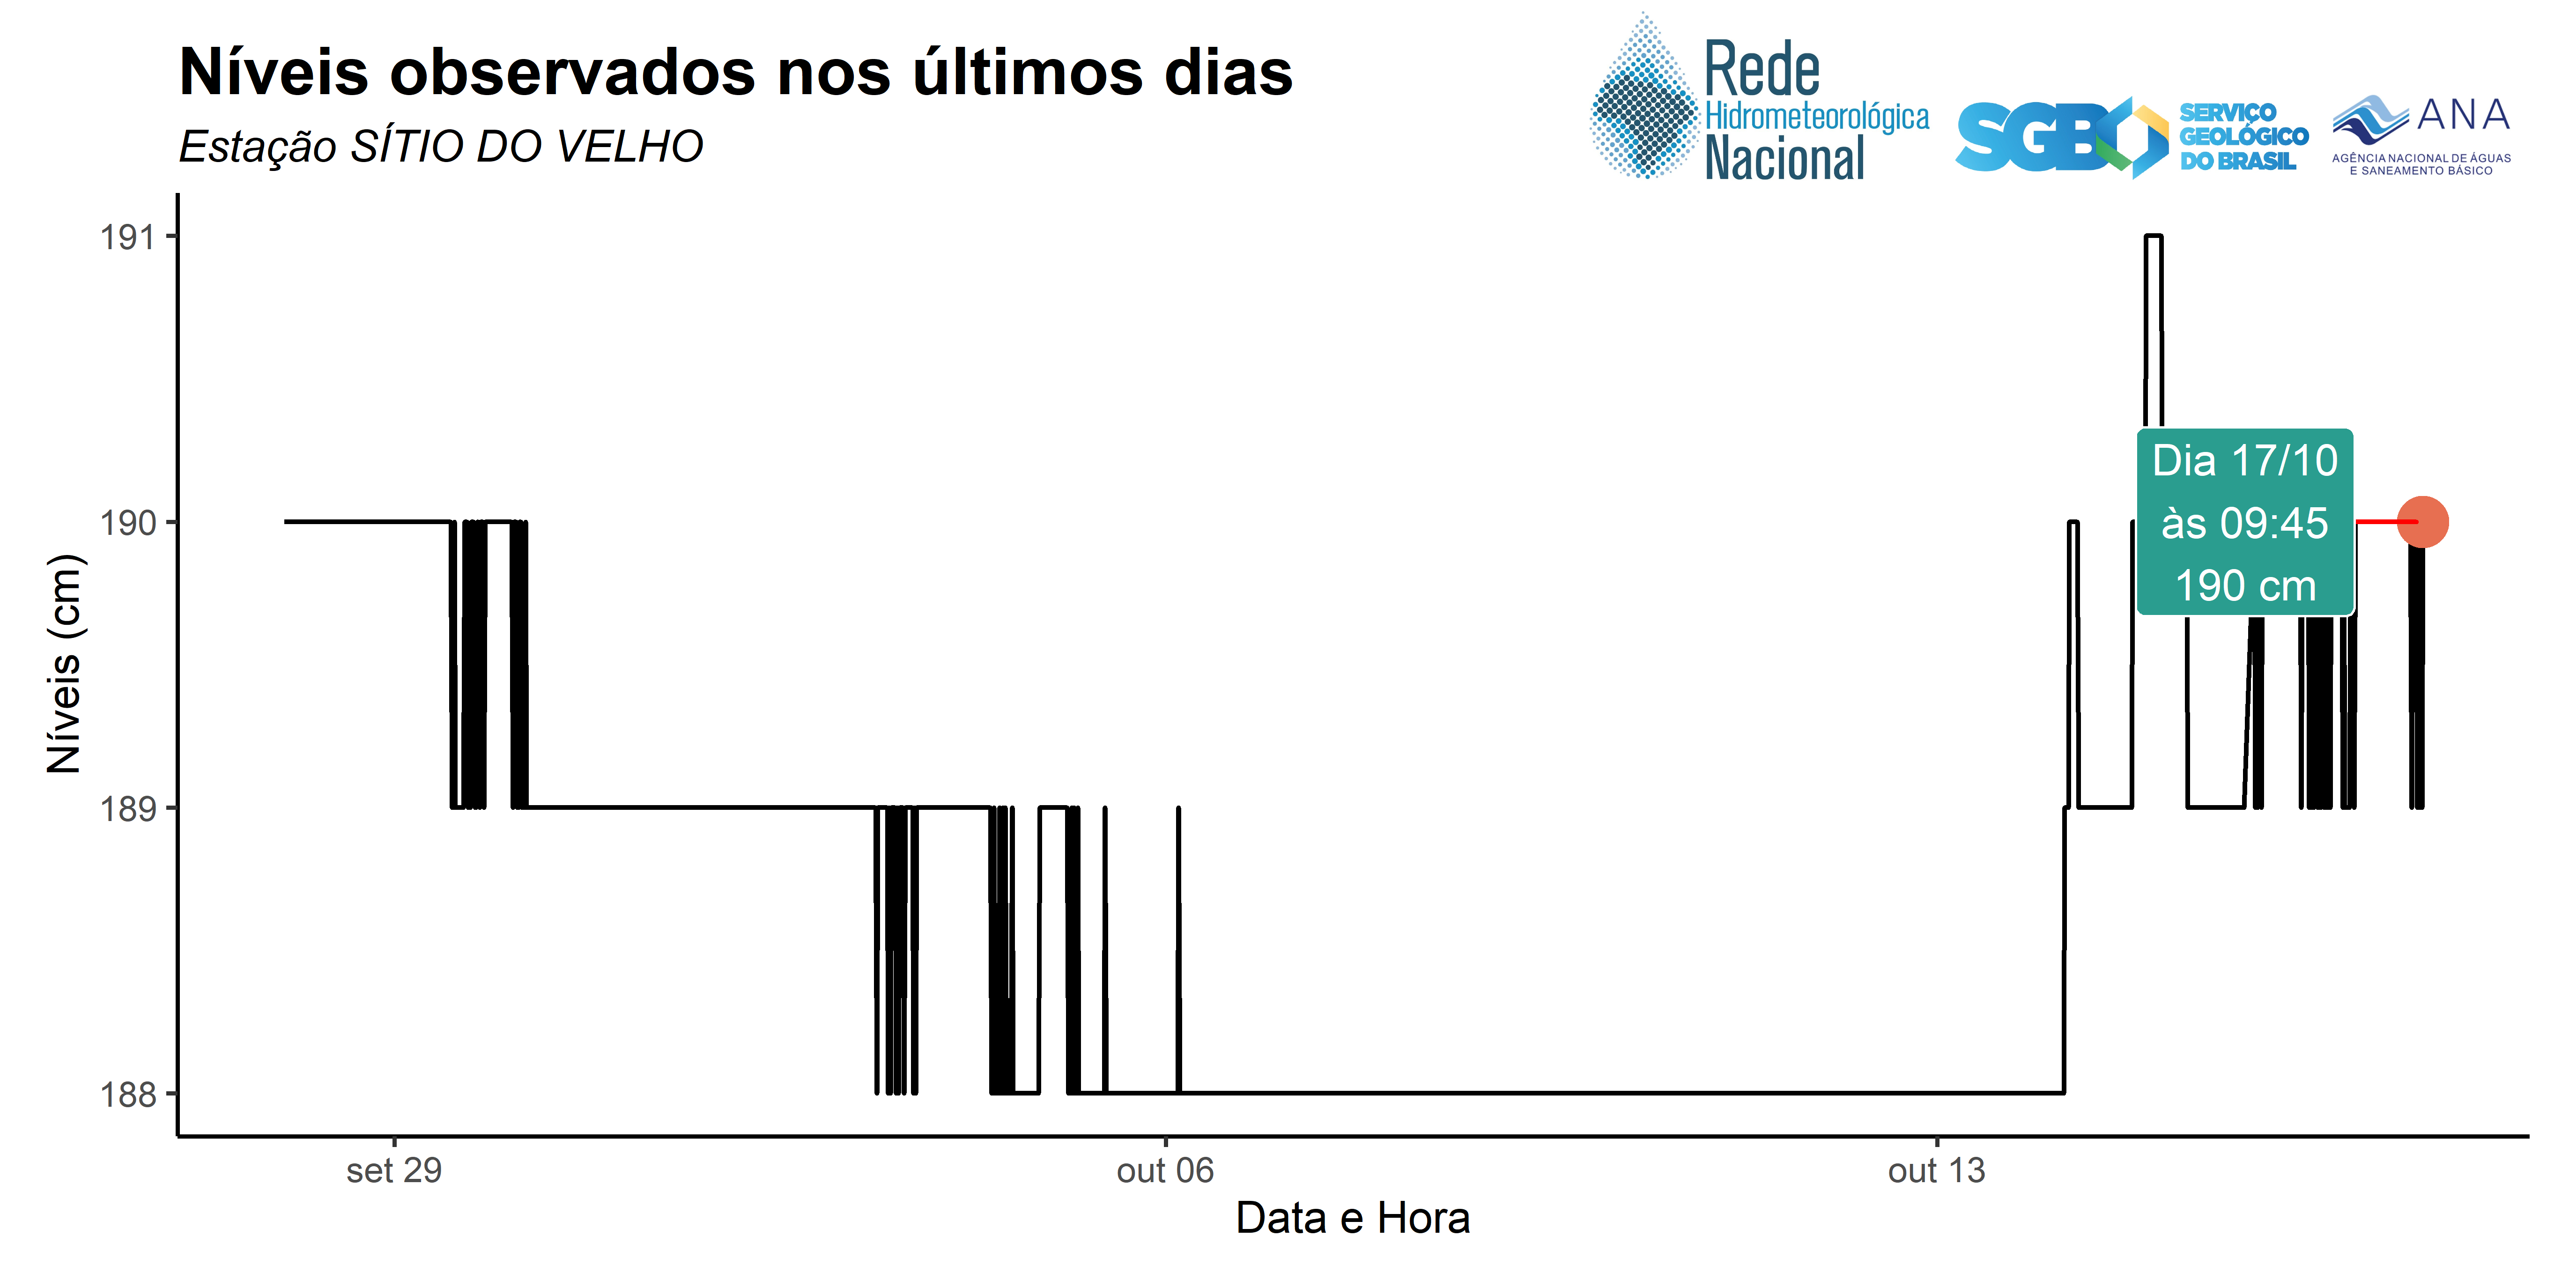 Níveis observados nos últimos dias
Estação SÍTIO DO VELHO
Rede
Hidrometeorológica
Nacional
SGB
SERVIÇO
GEOLÓGICO
DO BRASIL
ANA
AGÊNCIA NACIONAL DE ÁGUAS
E SANEAMENTO BÁSICO
191
190
189
188
Níveis (cm)
Dia 17/10
às 09:45
190 cm
set 29
out 06
out 13
Data e Hora